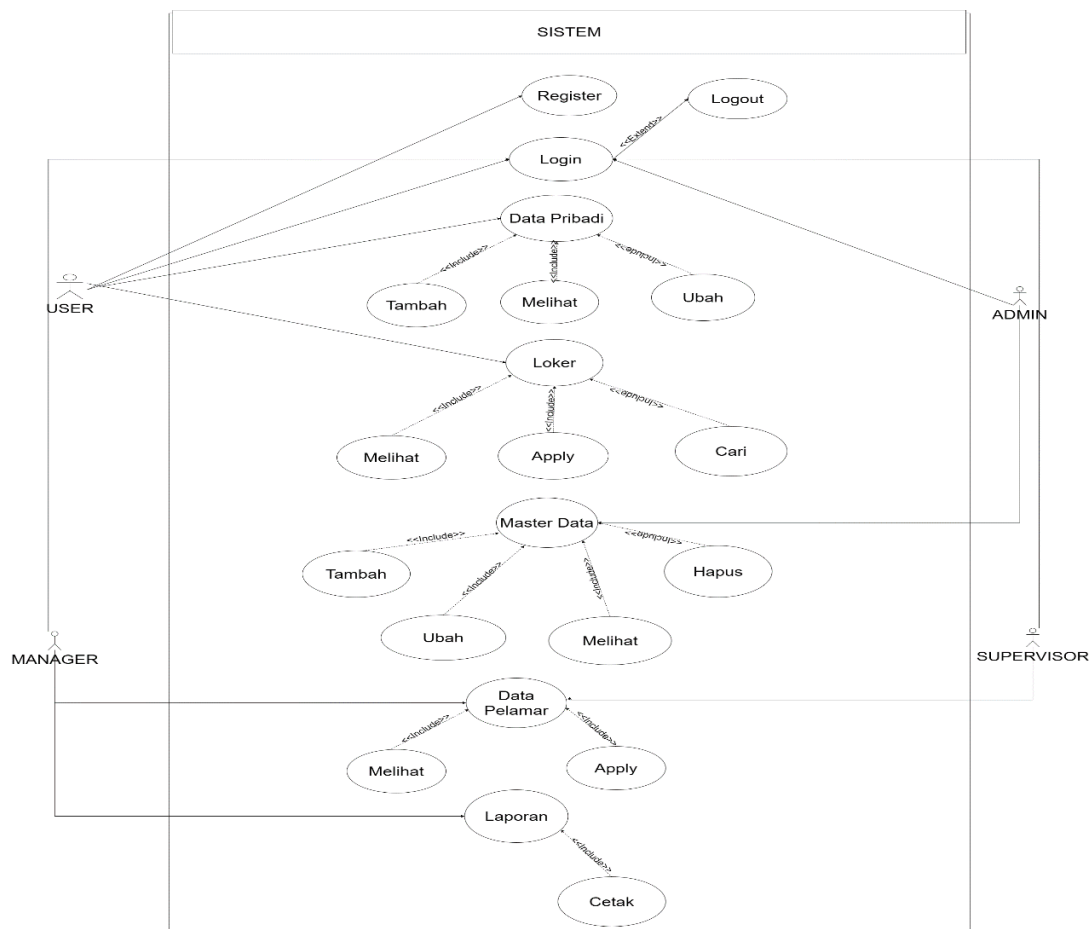 SISTEM
Register
Logout
<<Extend>>
Login
Data Pribadi
<<Include>>
<<Include>>
<<Include>>
Tambah
Melihat
Ubah
USER
ADMIN
Loker
<<Include>>
<<Include>>
<<Include>>
Melihat
Apply
Cari
Master Data
<<Include>>
<<Include>>
<<Include>>
<<Include>>
Tambah
Hapus
Ubah
Melihat
MANAGER
SUPERVISOR
Data
Pelamar
<<Include>>
<<Include>>
Melihat
Apply
Laporan
<<Include>>
Cetak